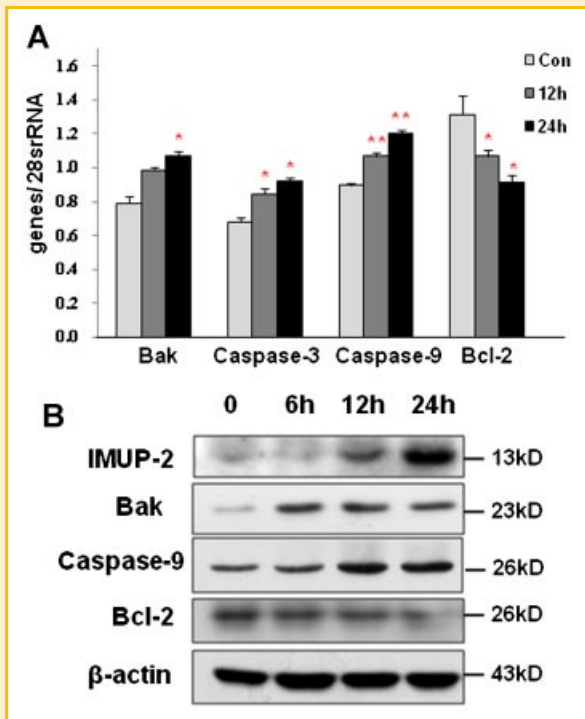 A
genes/28srRNA
1.6
1.4
1.2
1.0
0.8
0.6
0.4
0.2
0.0
Con
12h
24h
*
* *
** **
* *
Bak Caspase-3 Caspase-9 Bcl-2
B
0 6h 12h 24h
IMUP-2 13kD
Bak 23kD
Caspase-9 26kD
Bcl-2 26kD
β-actin 43kD